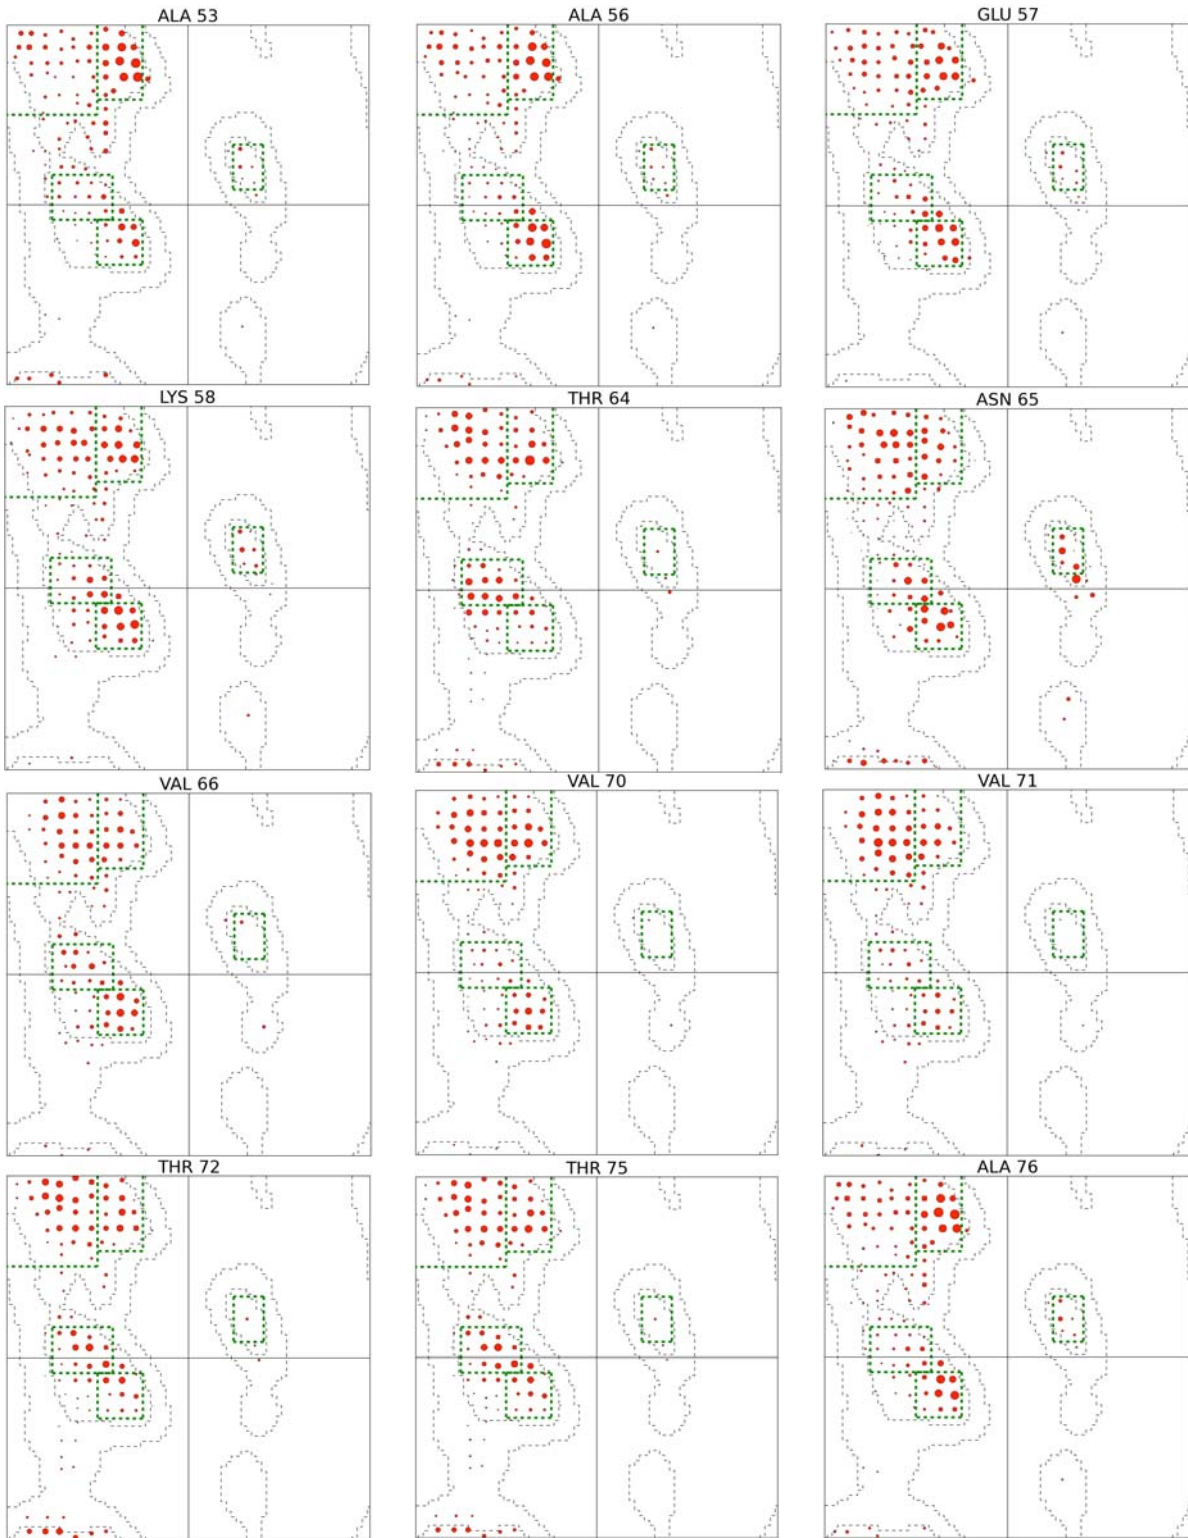 ALA 53
ALA 56
GLU 57
LYS 58
THR 64
ASN 65
VAL 66
VAL 70
VAL 71
THR 72
THR 75
ALA 76